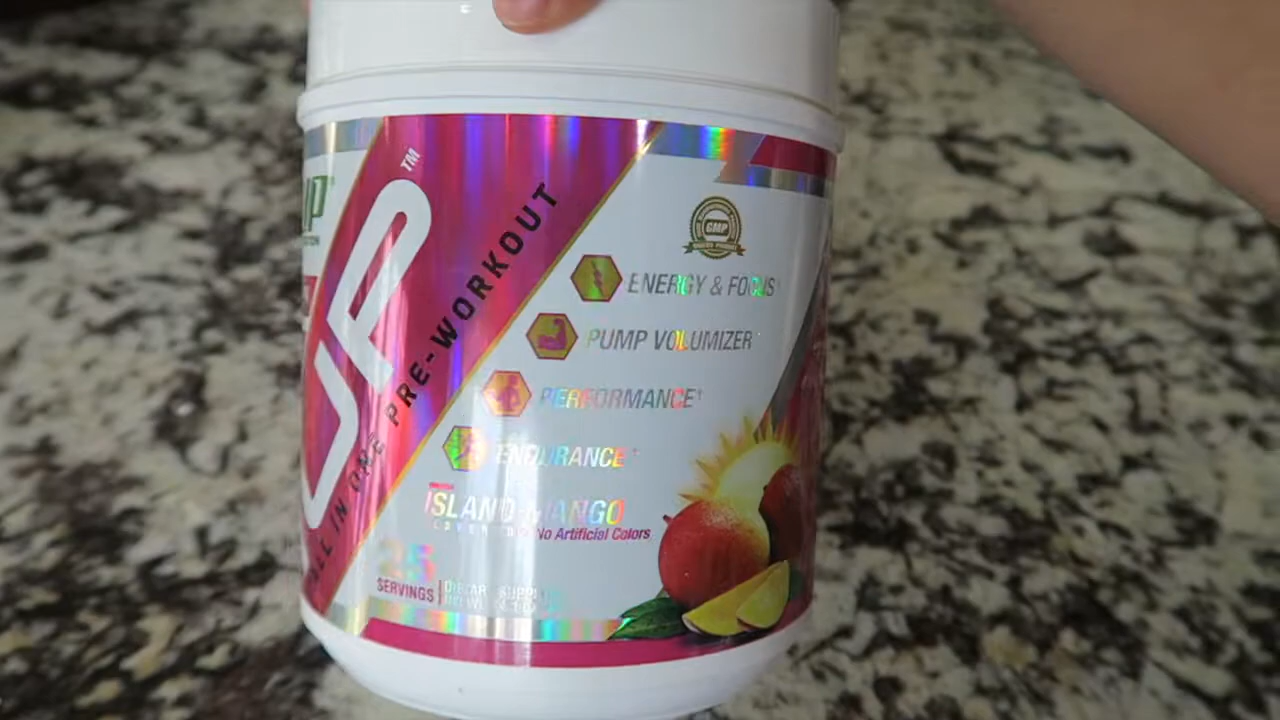 UP™
ALL IN ONE PRE-WORKOUT
GMP
ENERGY & FOCUS
PUMP VOLUMIZER
PERFORMANCE†
ENDURANCE
ISLAND MANGO
No Artificial Colors
25
SERVINGS